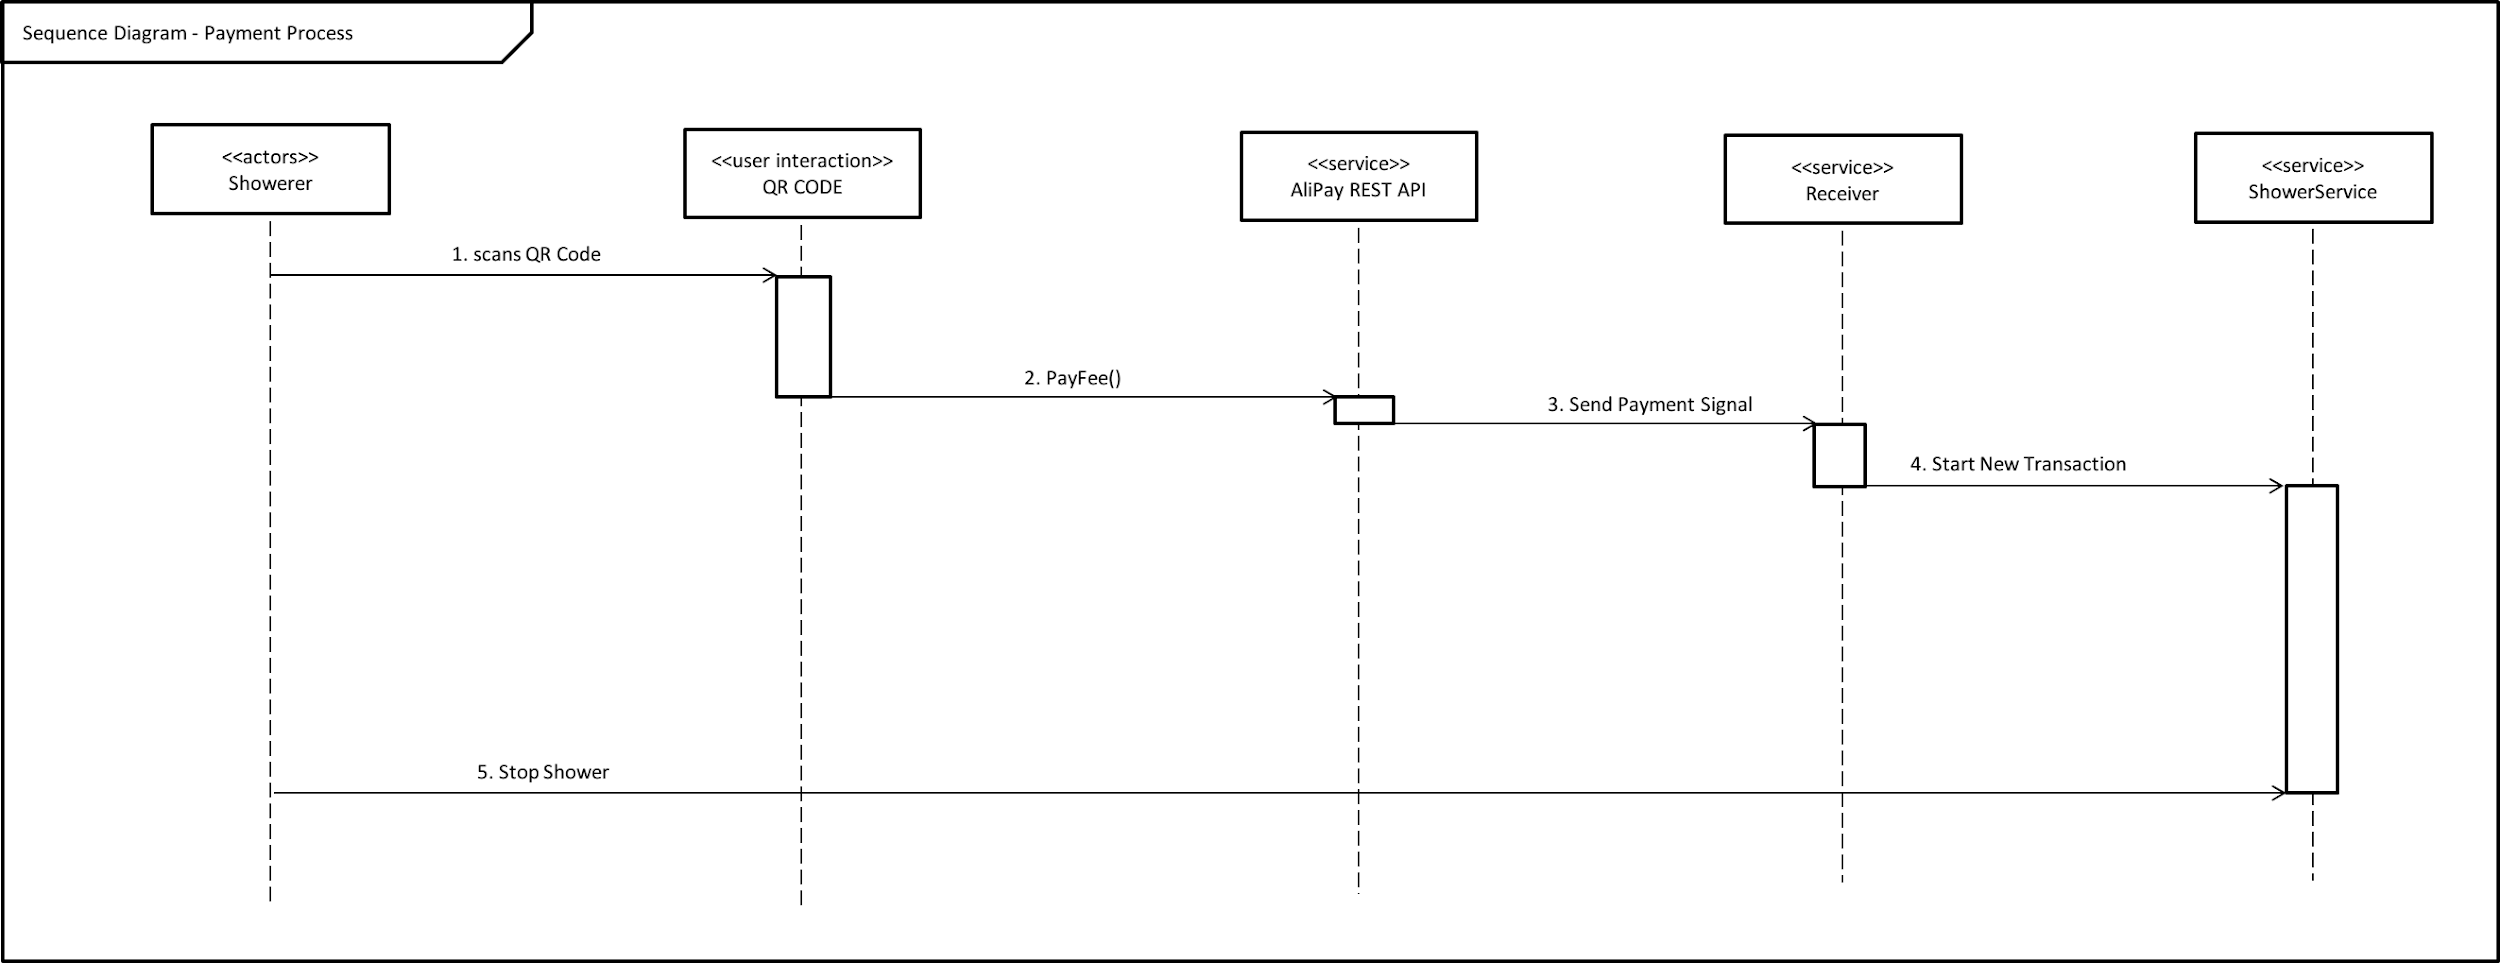 Sequence Diagram - Payment Process
<<actors>>
Showerer
<<user interaction>>
QR CODE
<<service>>
AliPay REST API
<<service>>
Receiver
<<service>>
ShowerService
1. scans QR Code
2. PayFee()
3. Send Payment Signal
4. Start New Transaction
5. Stop Shower